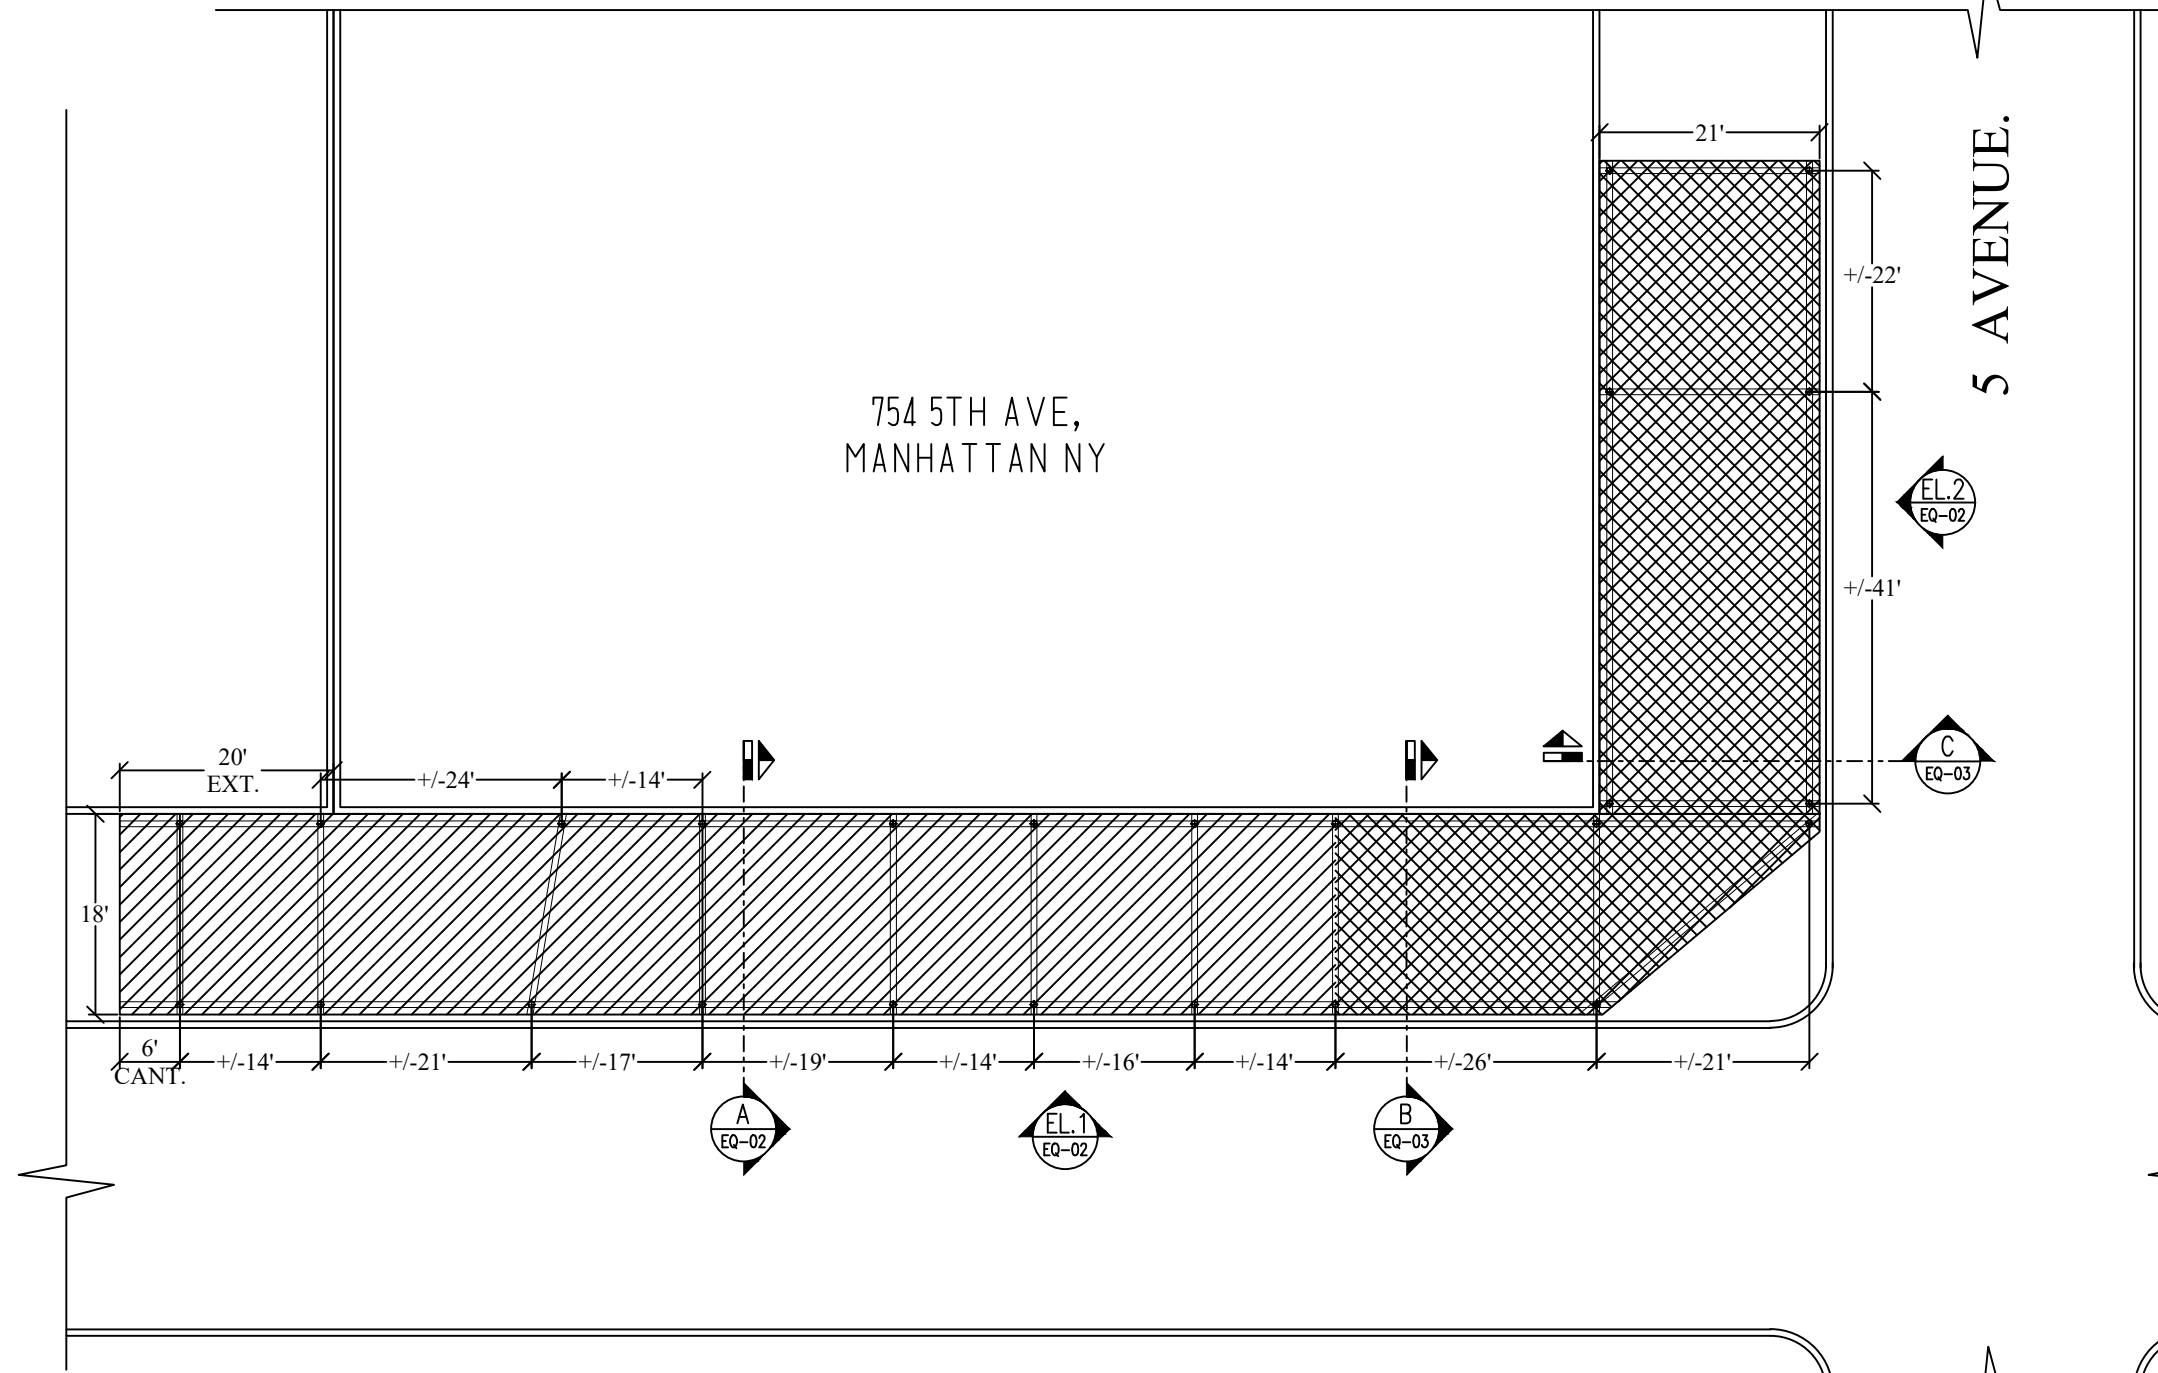 21'
5 AVENUE.
+/-22'
754 5TH AVE,
MANHATTAN NY
EL.2
EQ-02
+/-41'
C
EQ-03
20'
EXT.
+/-24'
+/-14'
18'
6'
CANT.
+/-14'
+/-21'
+/-17'
+/-19'
+/-14'
+/-16'
+/-14'
+/-26'
+/-21'
A
EQ-02
EL.1
EQ-02
B
EQ-03